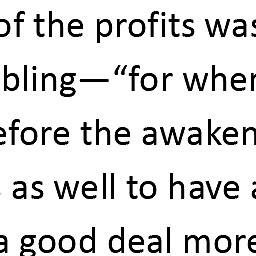 of the profits was
bling—“for when
efore the awaken
as well to have a
a good deal more